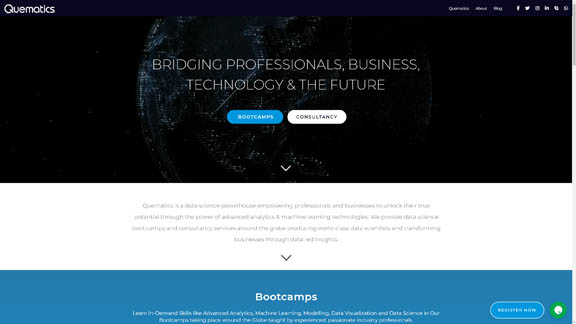 Quematics
Quematics About Blog
BRIDGING PROFESSIONALS, BUSINESS,
TECHNOLOGY & THE FUTURE
BOOTCAMPS CONSULTANCY
Quematics is a data science powerhouse empowering professionals and businesses to unlock their true
potential through the power of advanced analytics & machine learning technologies. We provide data science
boot camps and consultancy services around the globe producing world-class data scientists and transforming
businesses through data-led insights.
Bootcamps
Learn In-Demand Skills like Advanced Analytics, Machine Learning, Modelling, Data Visualization and Data Science in Our
Bootcamps taking place around the Globe taught by experienced, passionate industry professionals.
REGISTER NOW